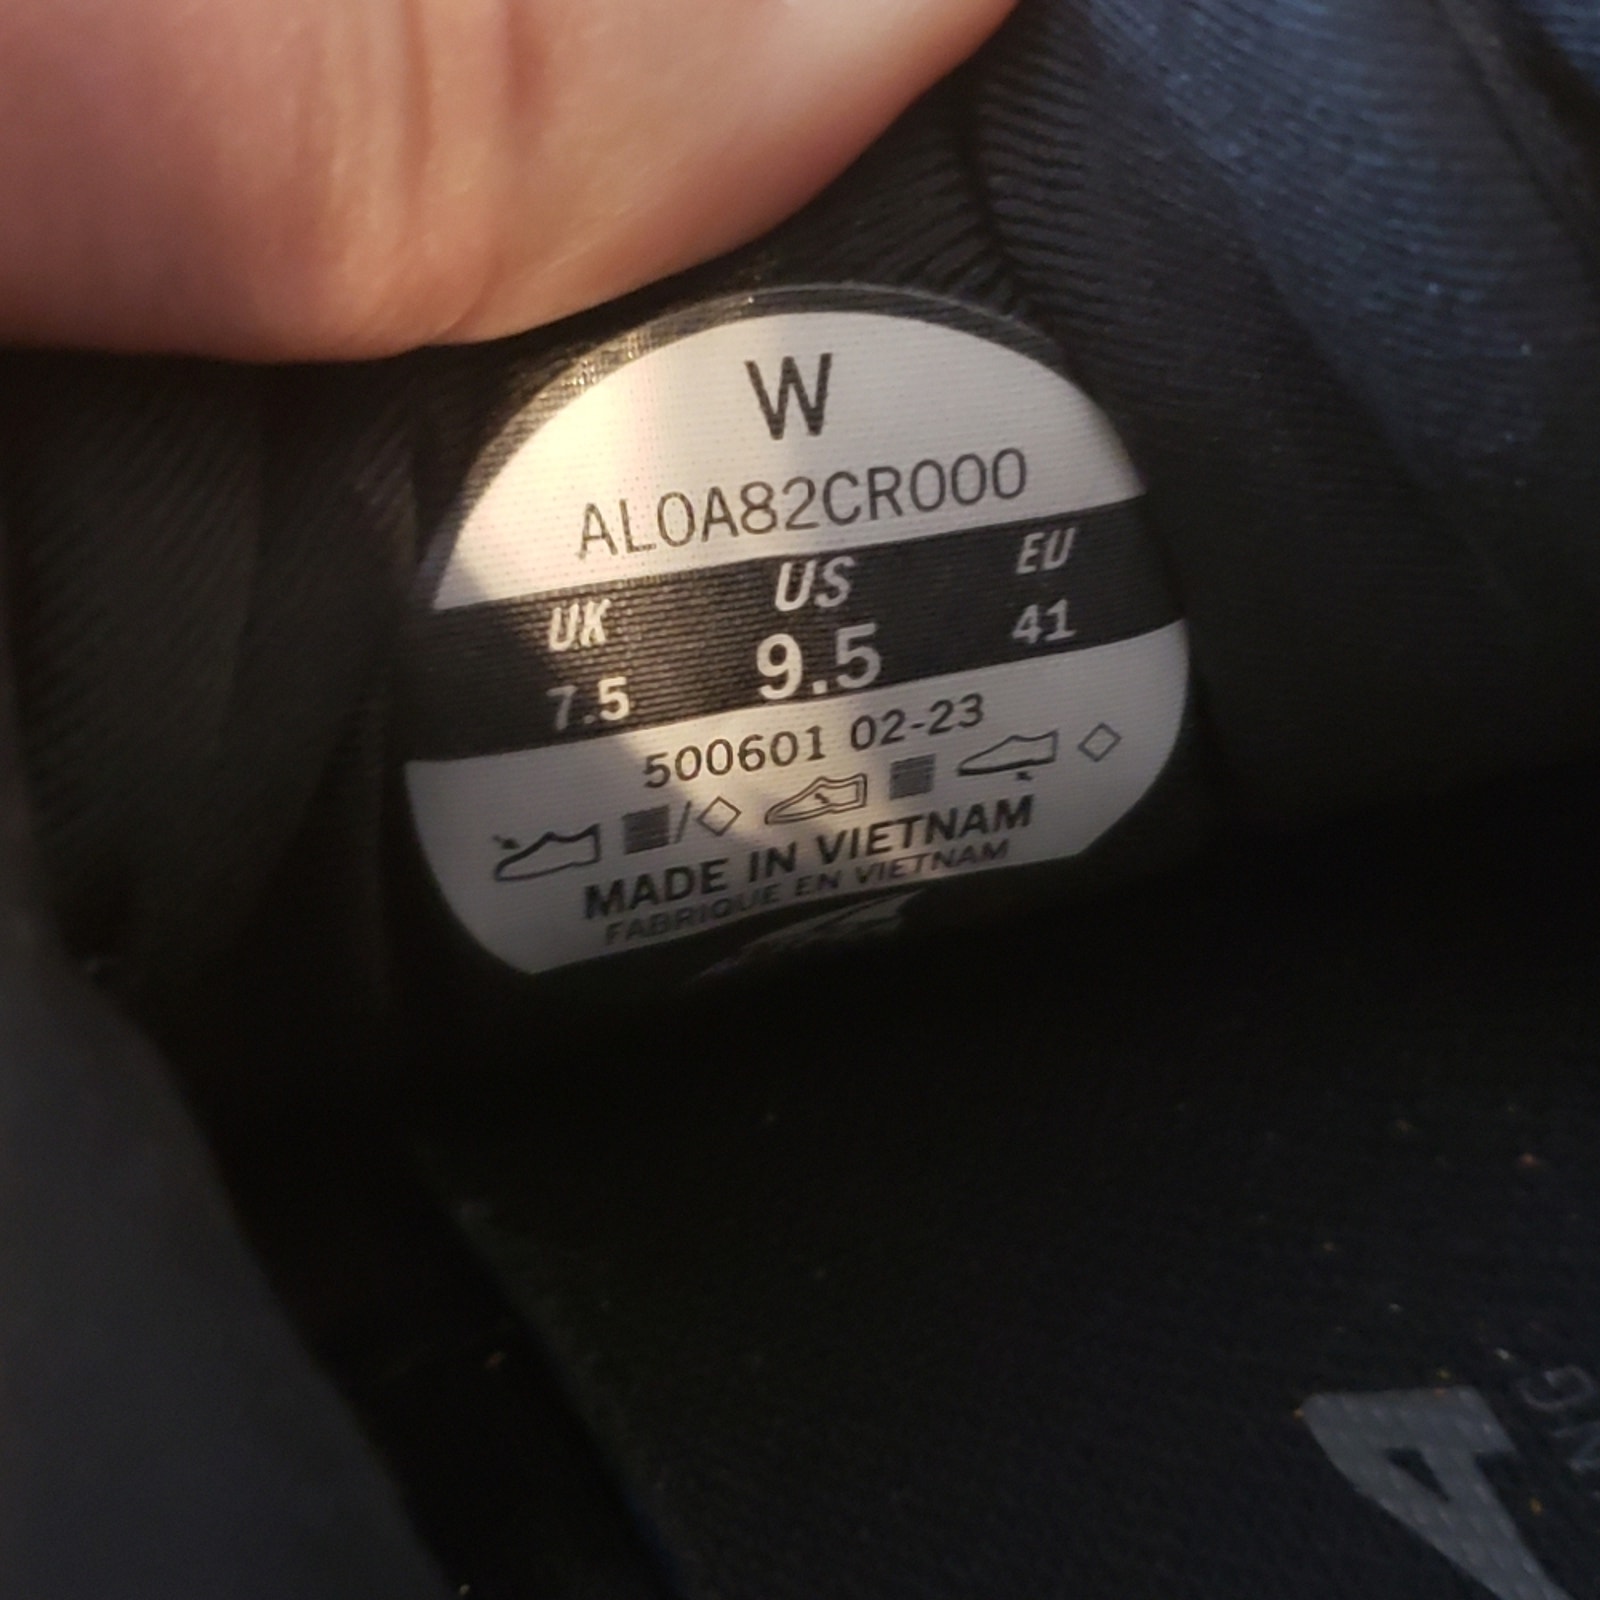 W
AL0A82CR000
UK US EU
7.5 9.5 41
500601 02-23
MADE IN VIETNAM
FABRIQUE EN VIETNAM